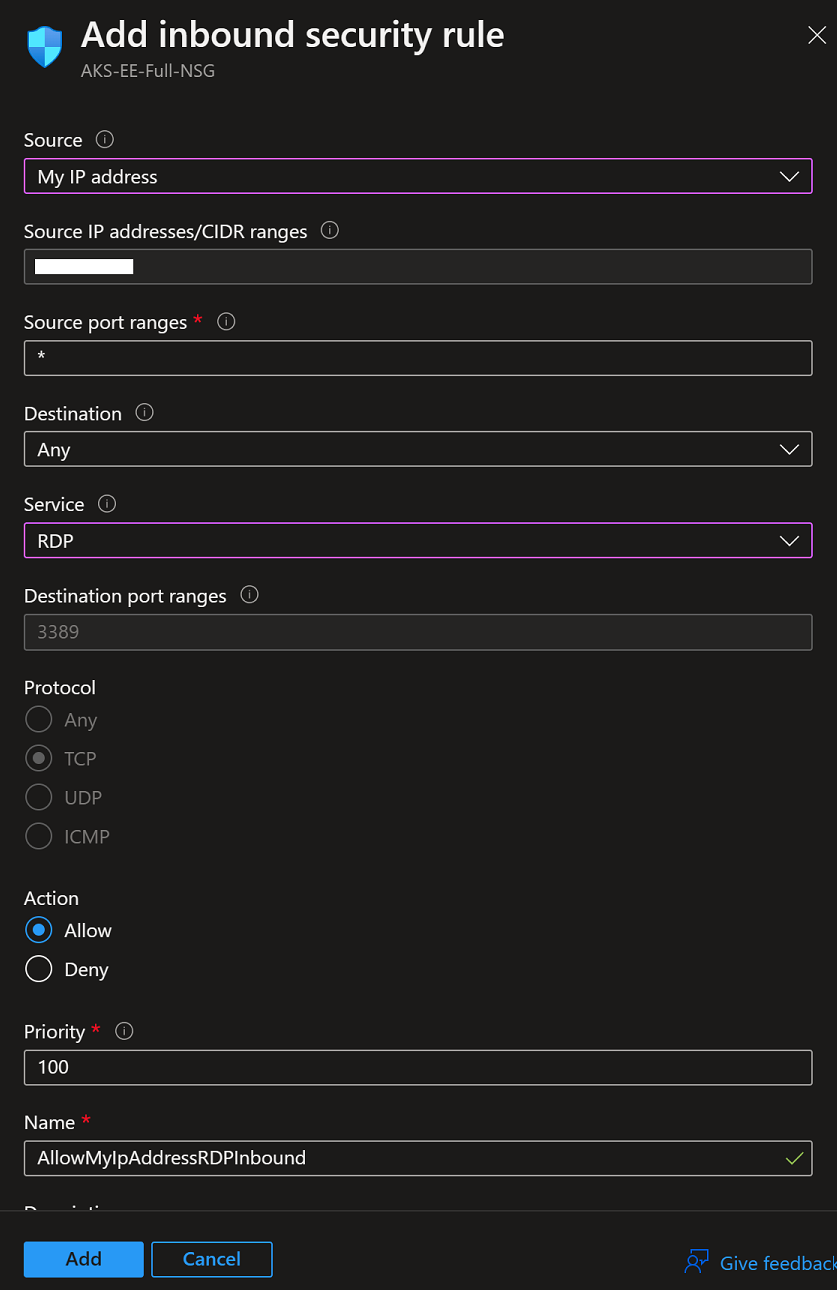 Add inbound security rule
AKS-EE-Full-NSG
Source
My IP address
Source IP addresses/CIDR ranges
Source port ranges *
*
Destination
Any
Service
RDP
Destination port ranges
3389
Protocol
Any
TCP
UDP
ICMP
Action
Allow
Deny
Priority *
100
Name *
AllowMyIpAddressRDPInbound
Add
Cancel
Give feedback